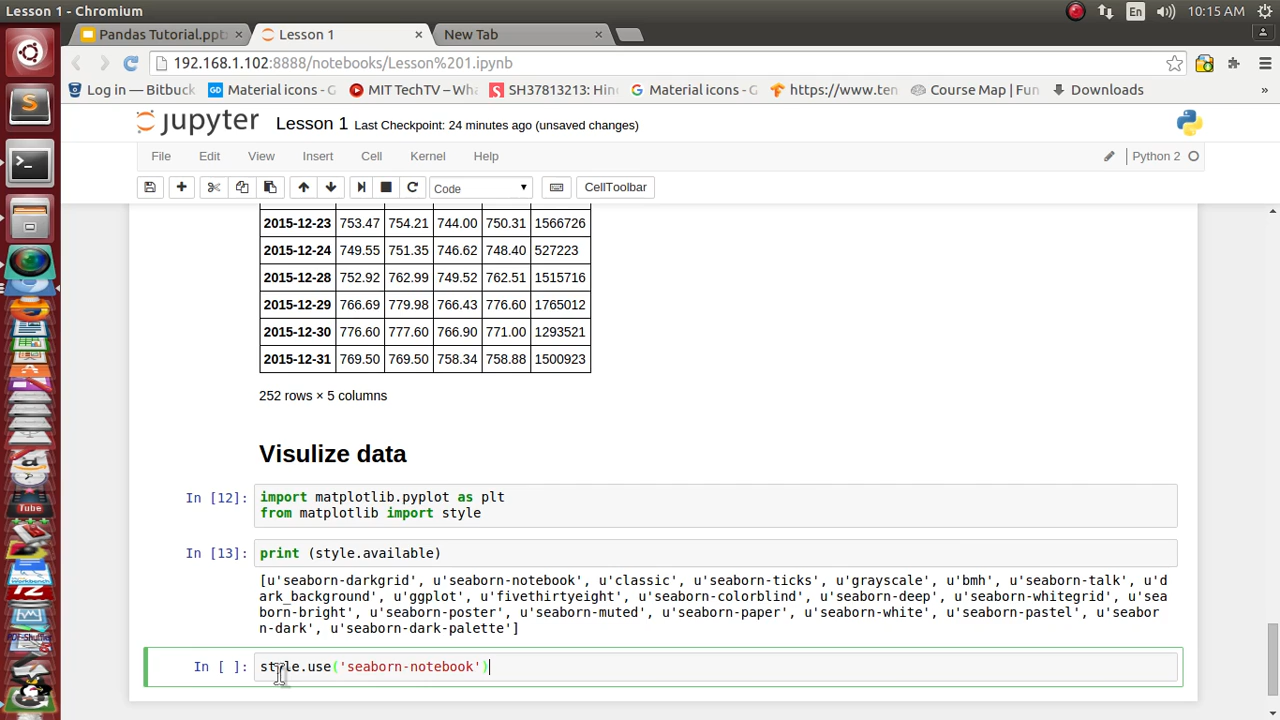 Lesson 1 - Chromium
En
10:15 AM
Pandas Tutorial.ppt
Lesson 1
New Tab
192.168.1.102:8888/notebooks/Lesson%201.ipynb
Log in — Bitbuck
Material icons - G
MIT TechTV – Wha
SH37813213: Hin
Material icons - G
https://www.ten
Course Map | Fun
Downloads
»
jupyter Lesson 1 Last Checkpoint: 24 minutes ago (unsaved changes)
File Edit View Insert Cell Kernel Help
Python 2
Code
CellToolbar
2015-12-23 753.47 754.21 744.00 750.31 1566726
2015-12-24 749.55 751.35 746.62 748.40 527223
2015-12-28 752.92 762.99 749.52 762.51 1515716
2015-12-29 766.69 779.98 766.43 776.60 1765012
2015-12-30 776.60 777.60 766.90 771.00 1293521
2015-12-31 769.50 769.50 758.34 758.88 1500923
252 rows × 5 columns
Visulize data
In [12]: import matplotlib.pyplot as plt
from matplotlib import style
In [13]: print (style.available)
[u'seaborn-darkgrid', u'seaborn-notebook', u'classic', u'seaborn-ticks', u'grayscale', u'bmh', u'seaborn-talk', u'd
ark_background', u'ggplot', u'fivethirtyeight', u'seaborn-colorblind', u'seaborn-deep', u'seaborn-whitegrid', u'sea
born-bright', u'seaborn-poster', u'seaborn-muted', u'seaborn-paper', u'seaborn-white', u'seaborn-pastel', u'seabor
n-dark', u'seaborn-dark-palette']
In [ ]: style.use('seaborn-notebook')